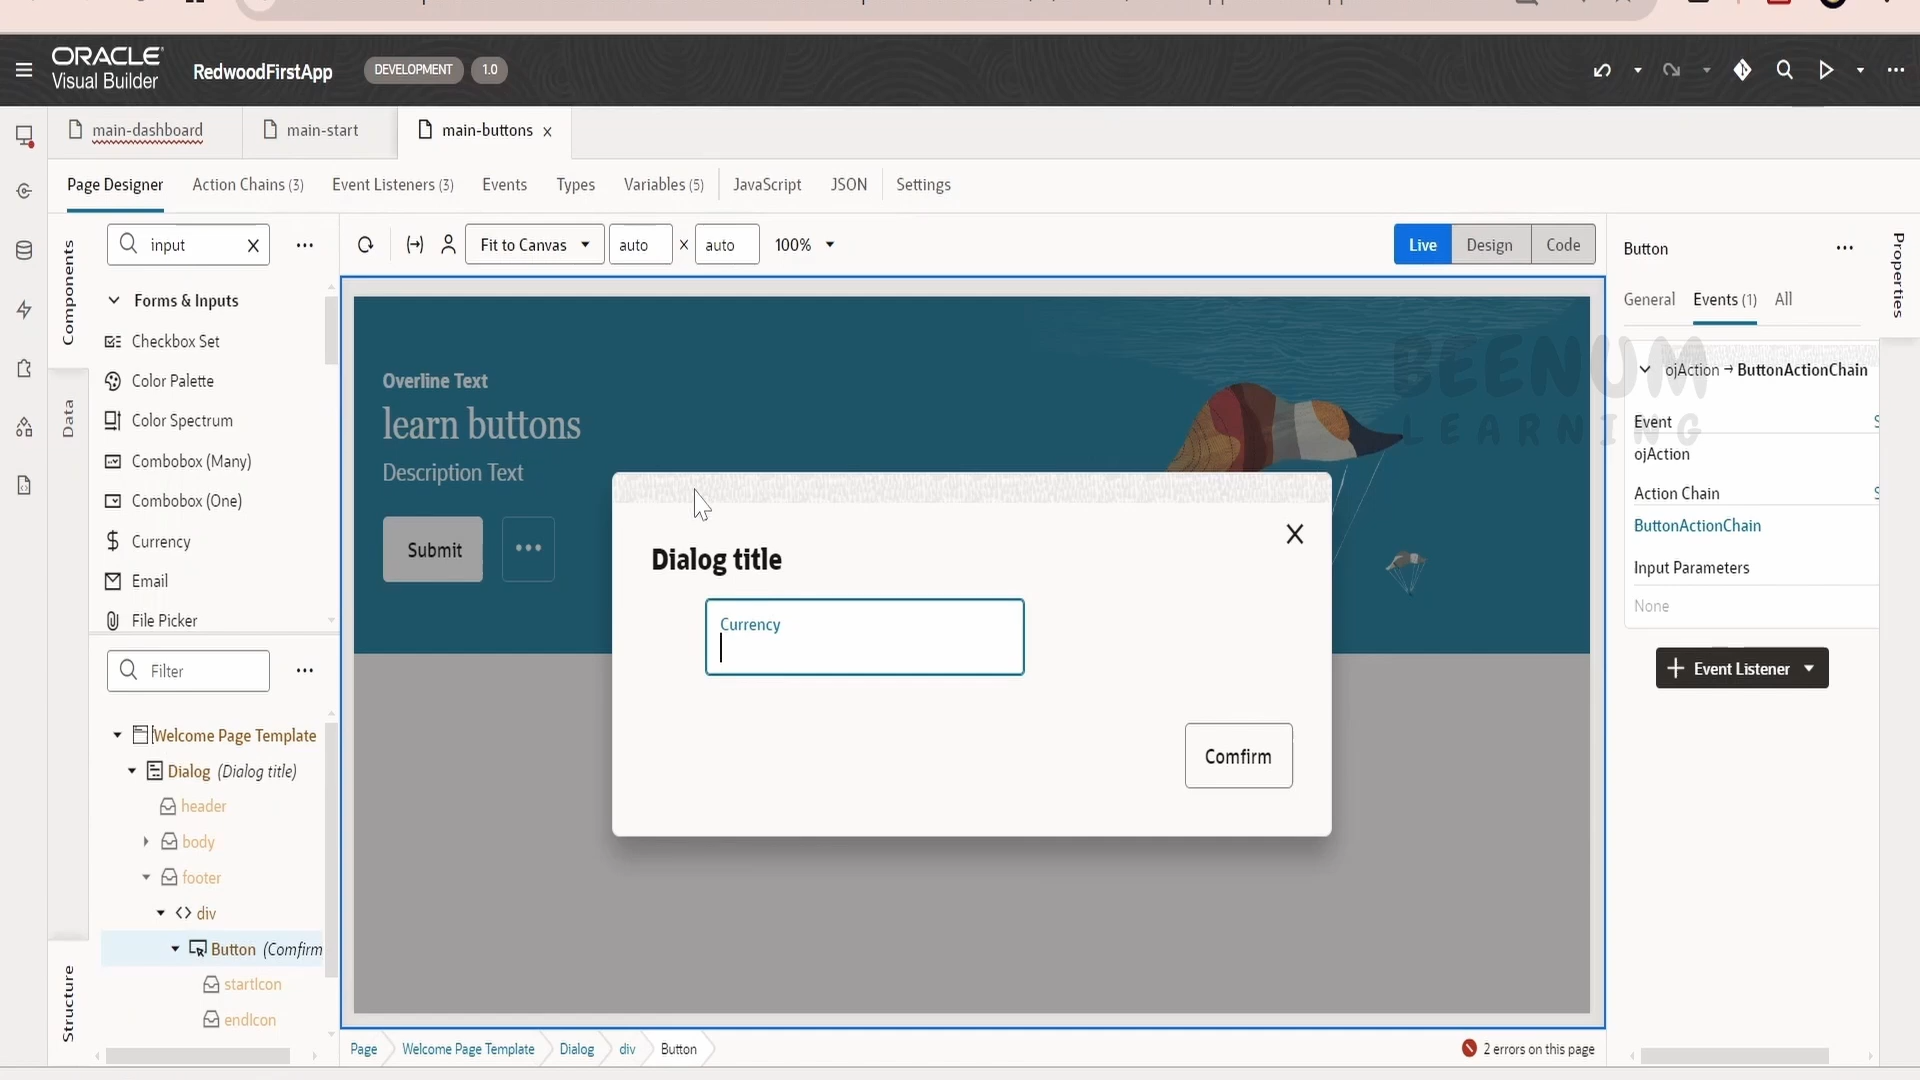 ORACLE
Visual Builder
RedwoodFirstApp
DEVELOPMENT
1.0
main-dashboard
main-start
main-buttons
Page Designer
Action Chains (3)
Event Listeners (3)
Events
Types
Variables (5)
JavaScript
JSON
Settings
Components
Data
Structure
input
Forms & Inputs
Checkbox Set
Color Palette
Color Spectrum
Combobox (Many)
Combobox (One)
Currency
Email
File Picker
Filter
Welcome Page Template
Dialog (Dialog title)
header
body
footer
div
Button (Comfirm
startIcon
endIcon
Fit to Canvas
auto
×
auto
100%
Live
Design
Code
Overline Text
learn buttons
Description Text
Submit
Dialog title
Currency
Comfirm
BEENUM
LEARNING
Page
Welcome Page Template
Dialog
div
Button
2 errors on this page
Button
General
Events (1)
All
ojAction → ButtonActionChain
Event
ojAction
Action Chain
ButtonActionChain
Input Parameters
None
Event Listener
Properties